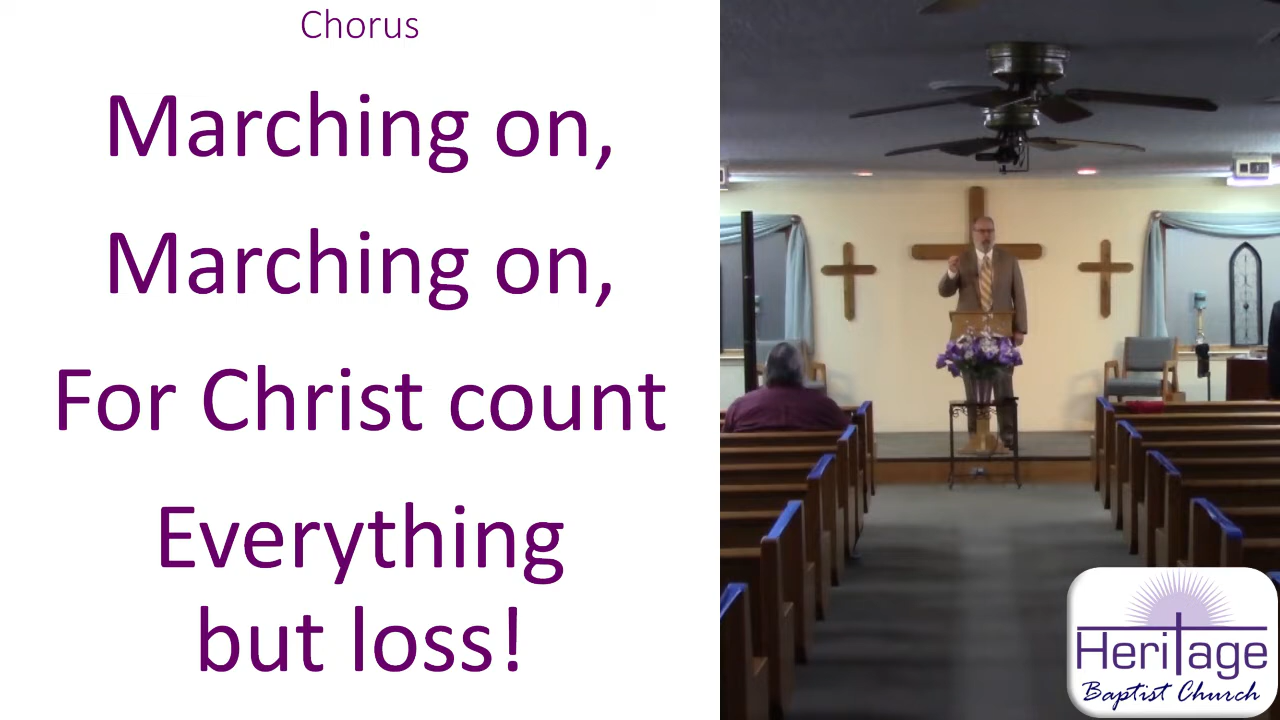 Chorus
Marching on,
Marching on,
For Christ count
Everything
but loss!
Heritage
Baptist Church